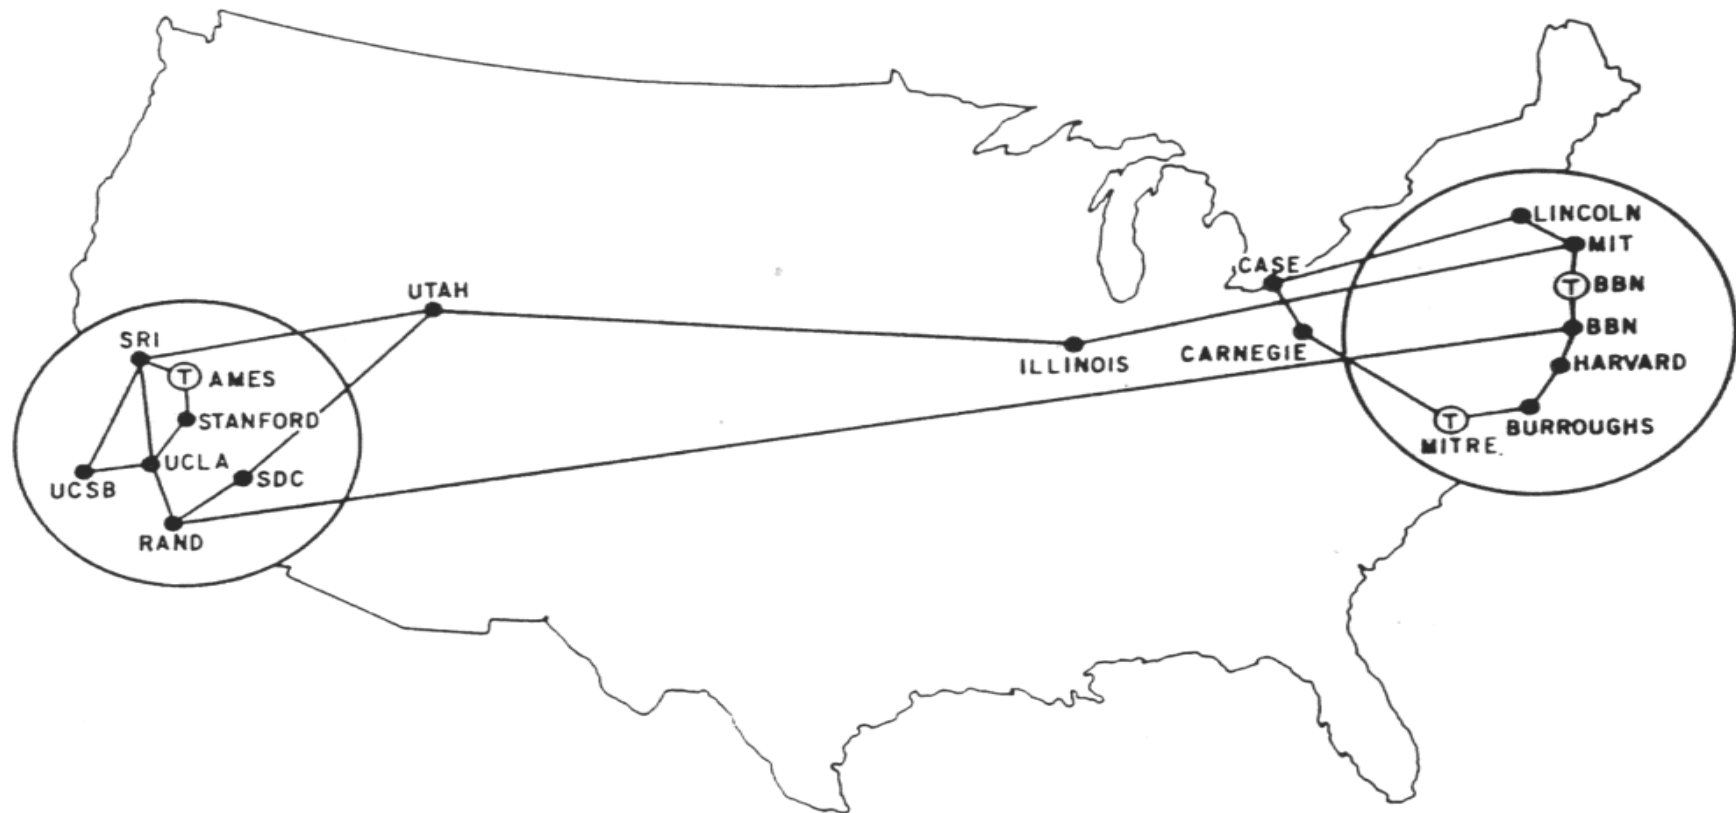 LINCOLN
MIT
CASE
T BBN
UTAH
BBN
SRI
CARNEGIE
ILLINOIS
HARVARD
T AMES
STANFORD
T
BURROUGHS
MITRE.
UCLA
SDC
UCSB
RAND